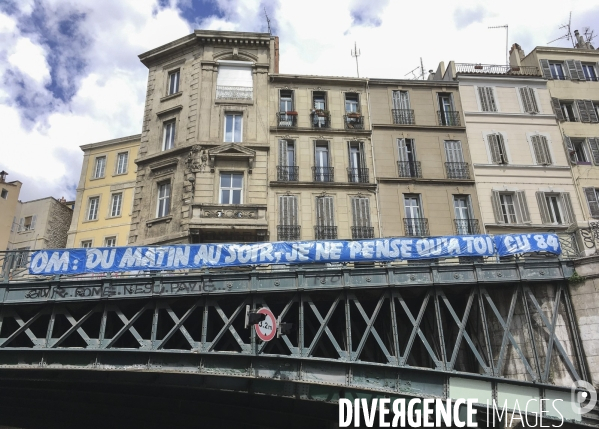 OM: DU MATIN AU SOIR, JE NE PENSE QU'A TOI CU 84
DIVERGENCE IMAGES